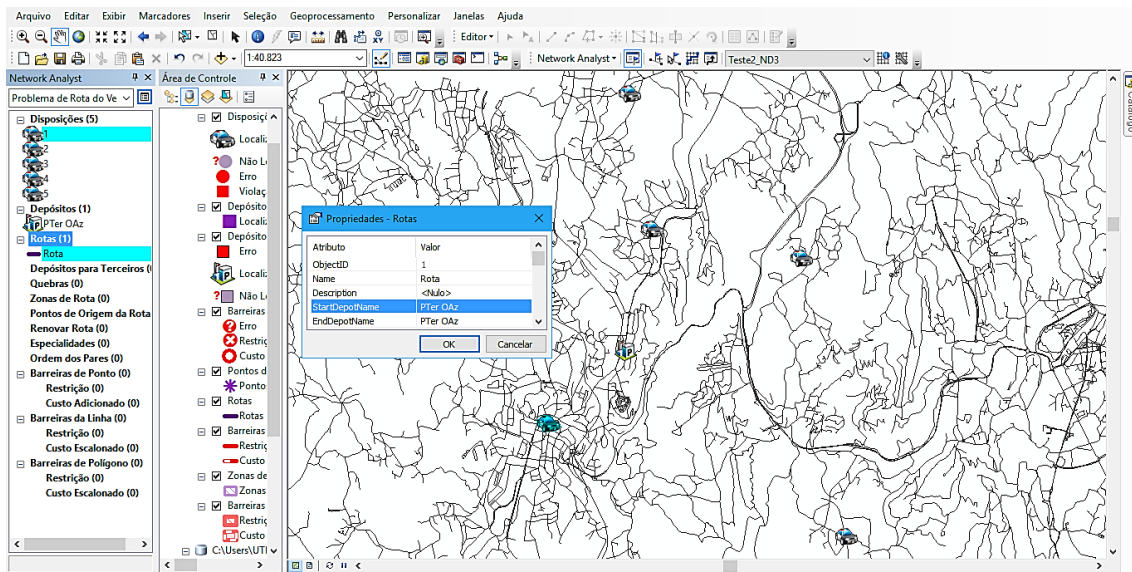 Arquivo Editar Exibir Marcadores Inserir Seleção Geoprocessamento Personalizar Janelas Ajuda
Editor
1:40.823
Network Analyst
Teste2_ND3
Network Analyst
Problema de Rota do Ve
Disposições (5)
1
2
3
4
5
Depósitos (1)
PTer OAz
Rotas (1)
Rota
Depósitos para Terceiros (
Quebras (0)
Zonas de Rota (0)
Pontos de Origem da Rota
Renovar Rota (0)
Especialidades (0)
Ordem dos Pares (0)
Barreiras de Ponto (0)
Restrição (0)
Custo Adicionado (0)
Barreiras da Linha (0)
Restrição (0)
Custo Escalonado (0)
Barreiras de Polígono (0)
Restrição (0)
Custo Escalonado (0)
Área de Controle
Disposiçõ
Localiz
? Não Lo
Erro
Violaç
Depósito
Localiz
Depósito
Erro
Localiz
? Não Lo
Barreiras
? Erro
Restriç
Custo
Pontos d
Ponto
Rotas
Rotas
Barreiras
Restriç
Custo
Zonas de
Zonas
Barreiras
Restriç
Custo
C:\Users\UTI
Propriedades - Rotas
Atributo Valor
ObjectID 1
Name Rota
Description <Nulo>
StartDepotName PTer OAz
EndDepotName PTer OAz
OK Cancelar
Catálogo